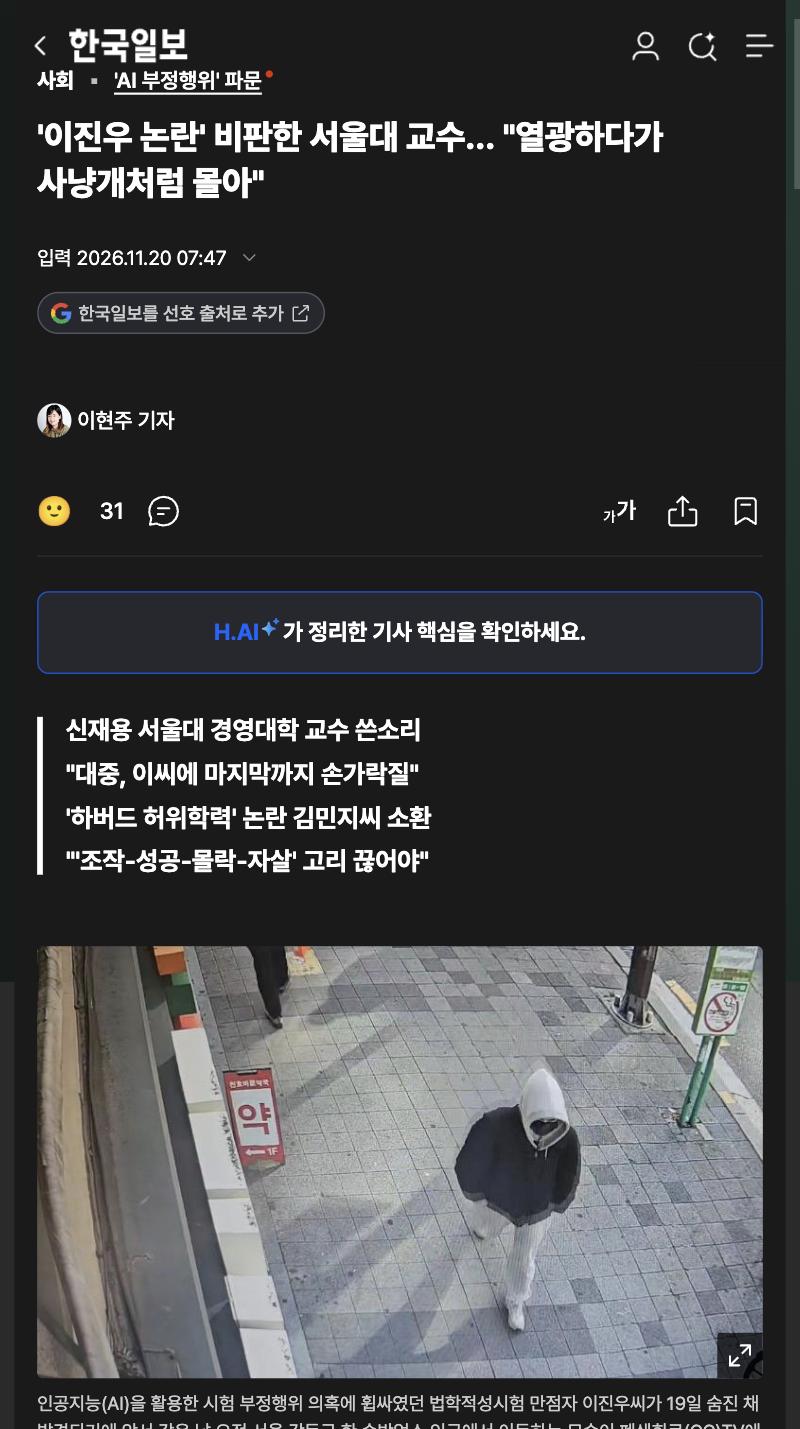 한국일보
사회 ▪ 'AI 부정행위' 파문
'이진우 논란' 비판한 서울대 교수... "열광하다가
사냥개처럼 몰아"
입력 2026.11.20 07:47
한국일보를 선호 출처로 추가
이현주 기자
31
가가
H.AI가 정리한 기사 핵심을 확인하세요.
신재용 서울대 경영대학 교수 쓴소리
"대중, 이씨에 마지막까지 손가락질"
'하버드 허위학력' 논란 김민지씨 소환
"'조작-성공-몰락-자살' 고리 끊어야"
약
1F
인공지능(AI)을 활용한 시험 부정행위 의혹에 휩싸였던 법학적성시험 만점자 이진우씨가 19일 숨진 채